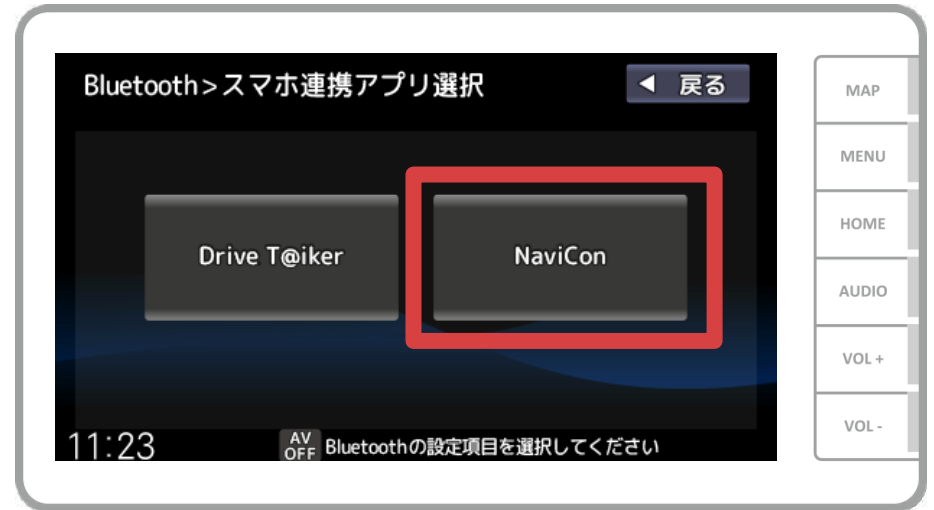 Bluetooth>スマホ連携アプリ選択
◀ 戻る
Drive T@iker
NaviCon
11:23
AV OFF
Bluetoothの設定項目を選択してください
MAP
MENU
HOME
AUDIO
VOL +
VOL -